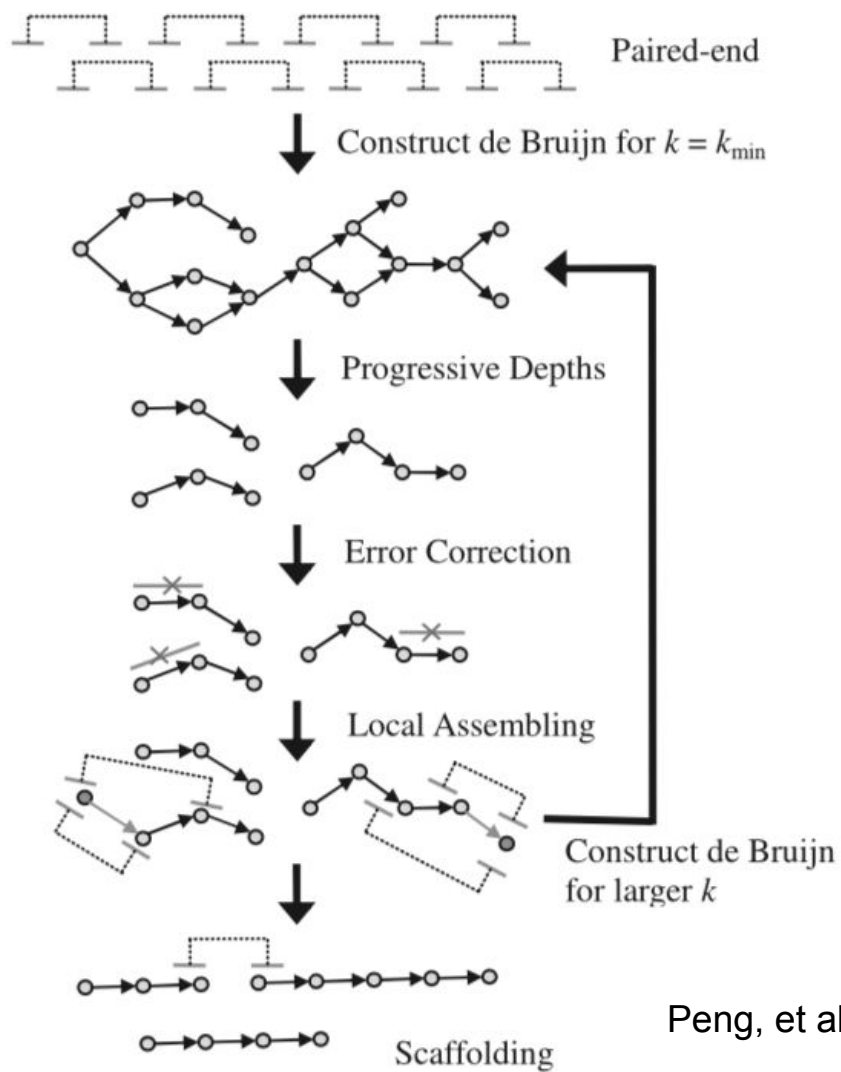 Paired-end
Construct de Bruijn for k = kmin
Progressive Depths
Error Correction
Local Assembling
Construct de Bruijn
for larger k
Scaffolding
Peng, et al